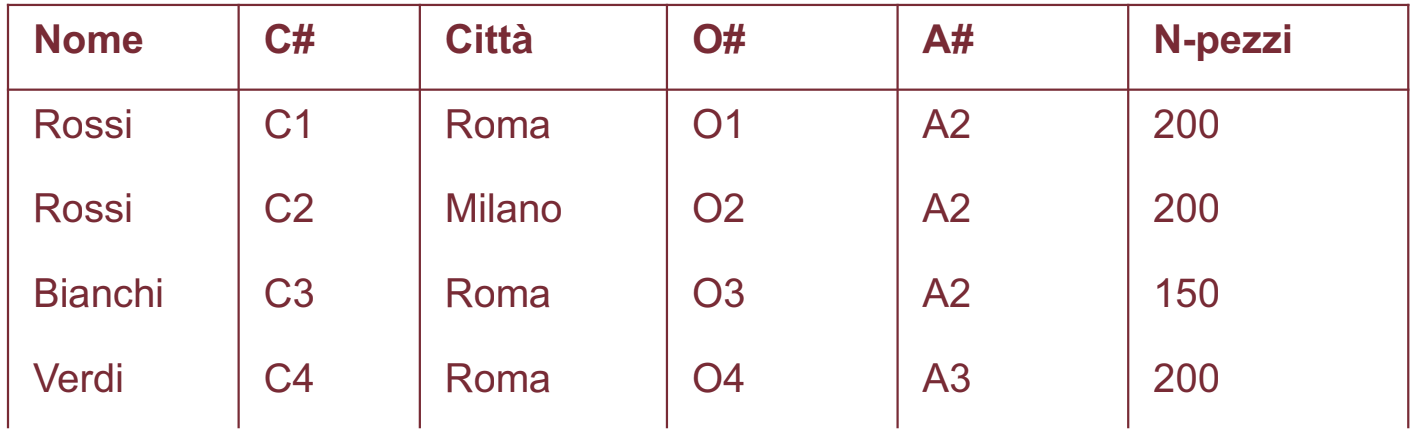 Nome C# Città O# A# N-pezzi
Rossi C1 Roma O1 A2 200
Rossi C2 Milano O2 A2 200
Bianchi C3 Roma O3 A2 150
Verdi C4 Roma O4 A3 200